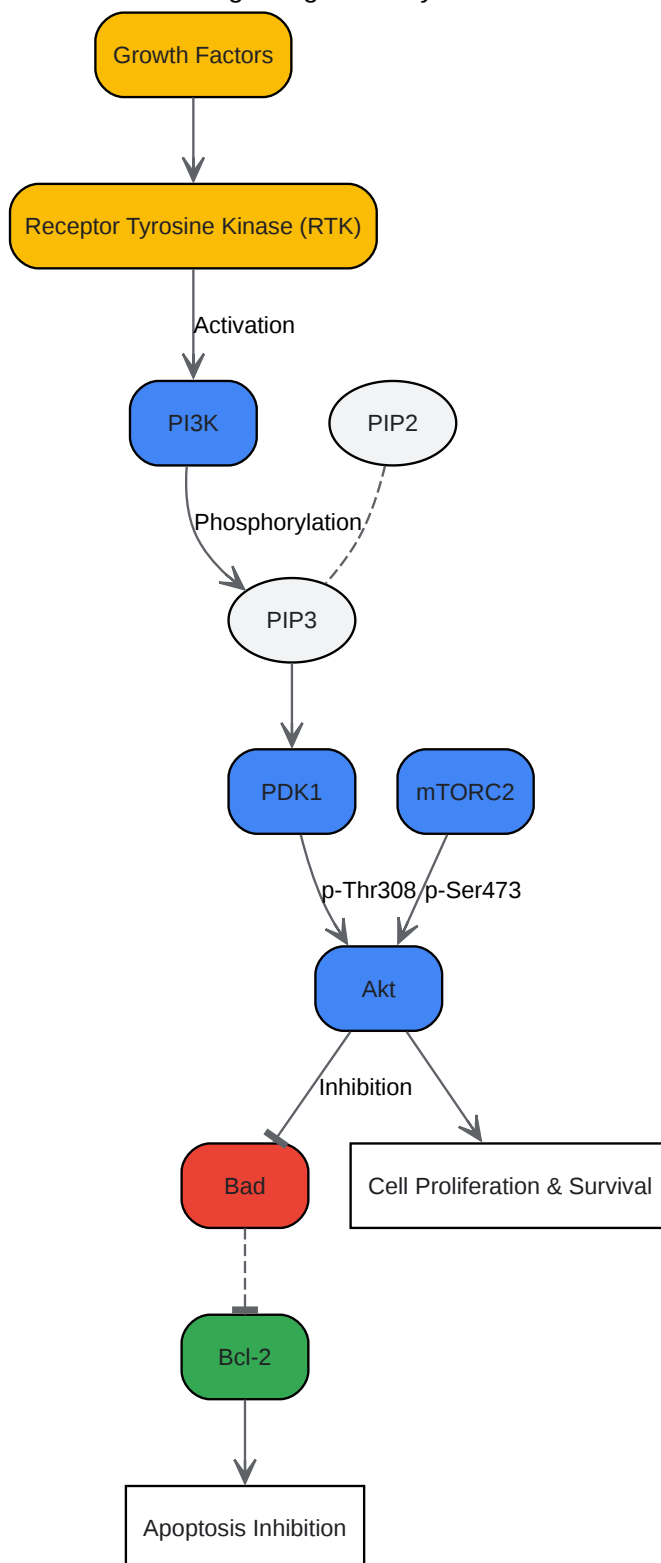 Growth Factors
Receptor Tyrosine Kinase (RTK)
Activation
PI3K
PIP2
Phosphorylation
PIP3
PDK1
mTORC2
p-Thr308
p-Ser473
Akt
Inhibition
Bad
Cell Proliferation & Survival
Bcl-2
Apoptosis Inhibition